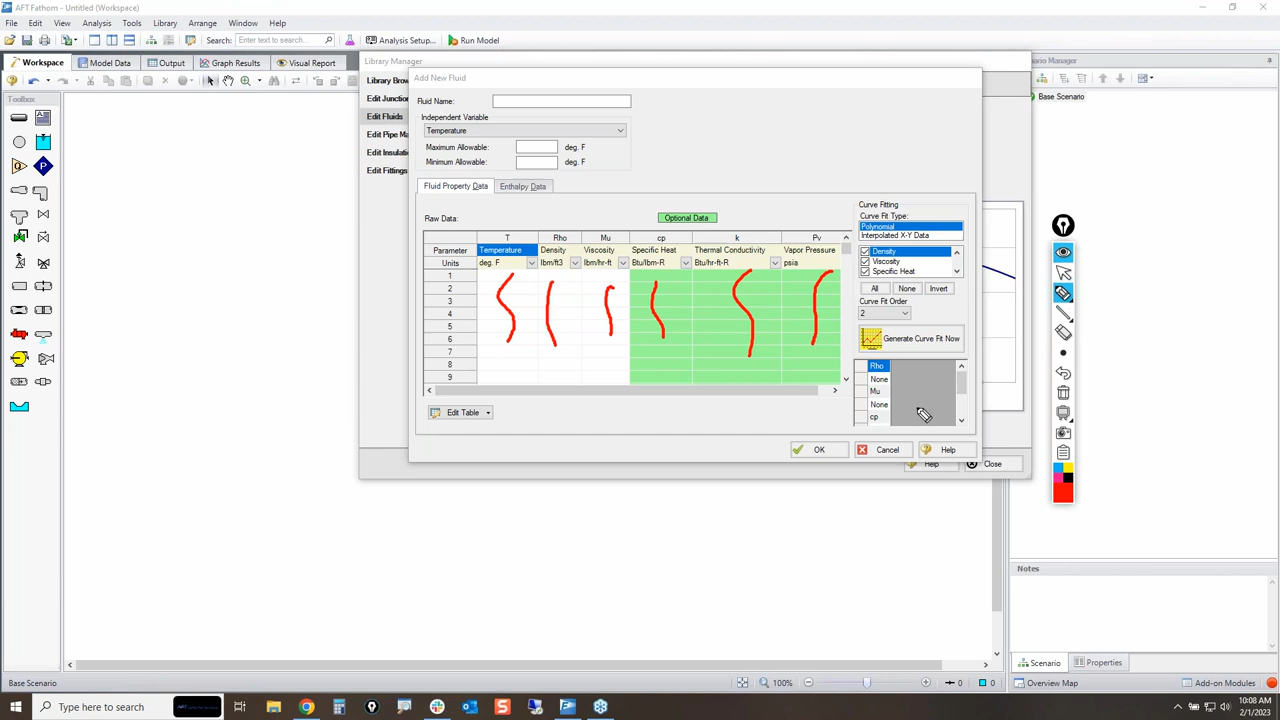 AFT Fathom - Untitled (Workspace)
File Edit View Analysis Tools Library Arrange Window Help
Search: Enter text to search... Analysis Setup... Run Model
Workspace Model Data Output Graph Results Visual Report
Toolbox
Library Manager
Edit Junction
Edit Fluids
Edit Pipe Ma
Edit Insulati
Edit Fittings
Add New Fluid
Fluid Name:
Independent Variable
Temperature
Maximum Allowable: deg. F
Minimum Allowable: deg. F
Fluid Property Data Enthalpy Data
Raw Data: Optional Data
T Rho Mu cp k Pv
Parameter Temperature Density Viscosity Specific Heat Thermal Conductivity Vapor Pressure
Units deg. F lbm/ft3 lbm/hr-ft Btu/lbm-R Btu/hr-ft-R psia
1
2
3
4
5
6
7
8
9
Edit Table
Curve Fitting
Curve Fit Type:
Polynomial
Interpolated X-Y Data
Density
Viscosity
Specific Heat
All None Invert
Curve Fit Order
2
Generate Curve Fit Now
Rho
None
Mu
None
cp
OK Cancel Help
Help Close
nario Manager
Base Scenario
Notes
Scenario Properties
Base Scenario 100% 0 0 Overview Map Add-on Modules
Type here to search
10:08 AM
2/1/2023